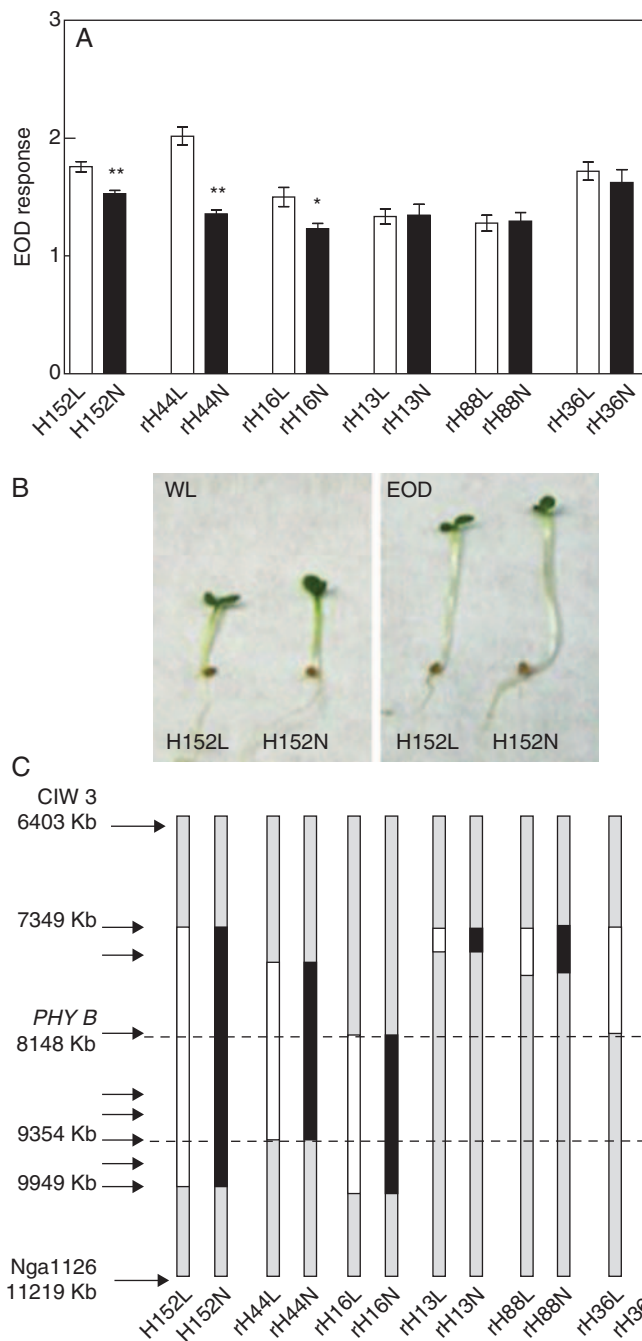 A
3
2
1
0
EOD response
**
**
*
H152L
H152N
rH44L
rH44N
rH16L
rH16N
rH13L
rH13N
rH88L
rH88N
rH36L
rH36N
B
WL
EOD
H152L
H152N
H152L
H152N
C
CIW 3
6403 Kb
7349 Kb
PHY B
8148 Kb
9354 Kb
9949 Kb
Nga1126
11219 Kb
H152L
H152N
rH44L
rH44N
rH16L
rH16N
rH13L
rH13N
rH88L
rH88N
rH36L
rH36